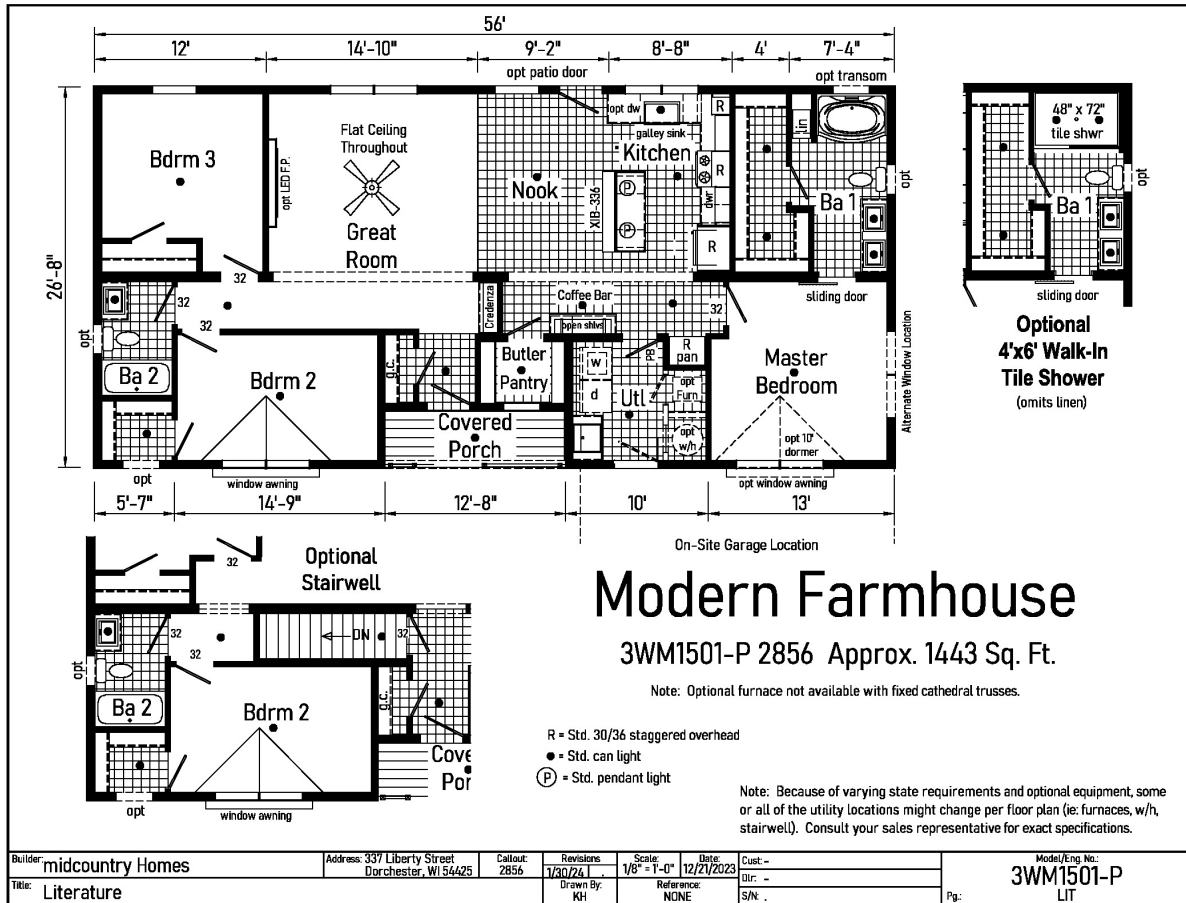 56'
12'
14'-10"
9'-2"
8'-8"
4'
7'-4"
opt patio door
opt transom
26'-8"
Bdrm 3
opt LED F.P.
Flat Ceiling
Throughout
Great
Room
Nook
opt dw
galley sink
Kitchen
R
R
dwr
R
XIB-336
P
P
lin
Ba 1
opt
sliding door
48" x 72"
tile shwr
Ba 1
opt
sliding door
Optional
4'x6' Walk-In
Tile Shower
(omits linen)
32
32
32
opt
Ba 2
Bdrm 2
g.c.
Credenza
Coffee Bar
open shlvs
Butler
Pantry
Covered
Porch
w
d
Utl
PB
R
pan
opt
Furn
opt
w/h
32
Master
Bedroom
opt 10'
dormer
Alternate Window Location
opt
window awning
opt window awning
5'-7"
14'-9"
12'-8"
10'
13'
On-Site Garage Location
Optional
Stairwell
32
32
32
DN
32
opt
Ba 2
Bdrm 2
g.c.
Cove
Por
opt
window awning
Modern Farmhouse
3WM1501-P 2856 Approx. 1443 Sq. Ft.
Note: Optional furnace not available with fixed cathedral trusses.
R = Std. 30/36 staggered overhead
= Std. can light
P = Std. pendant light
Note: Because of varying state requirements and optional equipment, some
or all of the utility locations might change per floor plan (ie: furnaces, w/h,
stairwell). Consult your sales representative for exact specifications.
Builder: midcountry Homes
Address: 337 Liberty Street
Dorchester, WI 54425
Callout:
2856
Revisions
1/30/24 .
Scale:
1/8" = 1'-0"
Date:
12/21/2023
Cust: -
Dlr: -
S/N: .
Model/Eng. No.:
3WM1501-P
Title: Literature
Drawn By:
KH
Reference:
NONE
Pg.: LIT